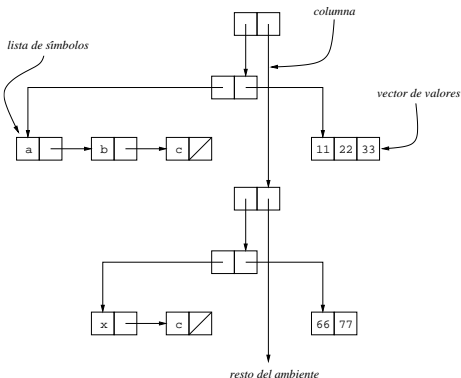 columna
lista de símbolos
vector de valores
a b c 11 22 33
x c 66 77
resto del ambiente